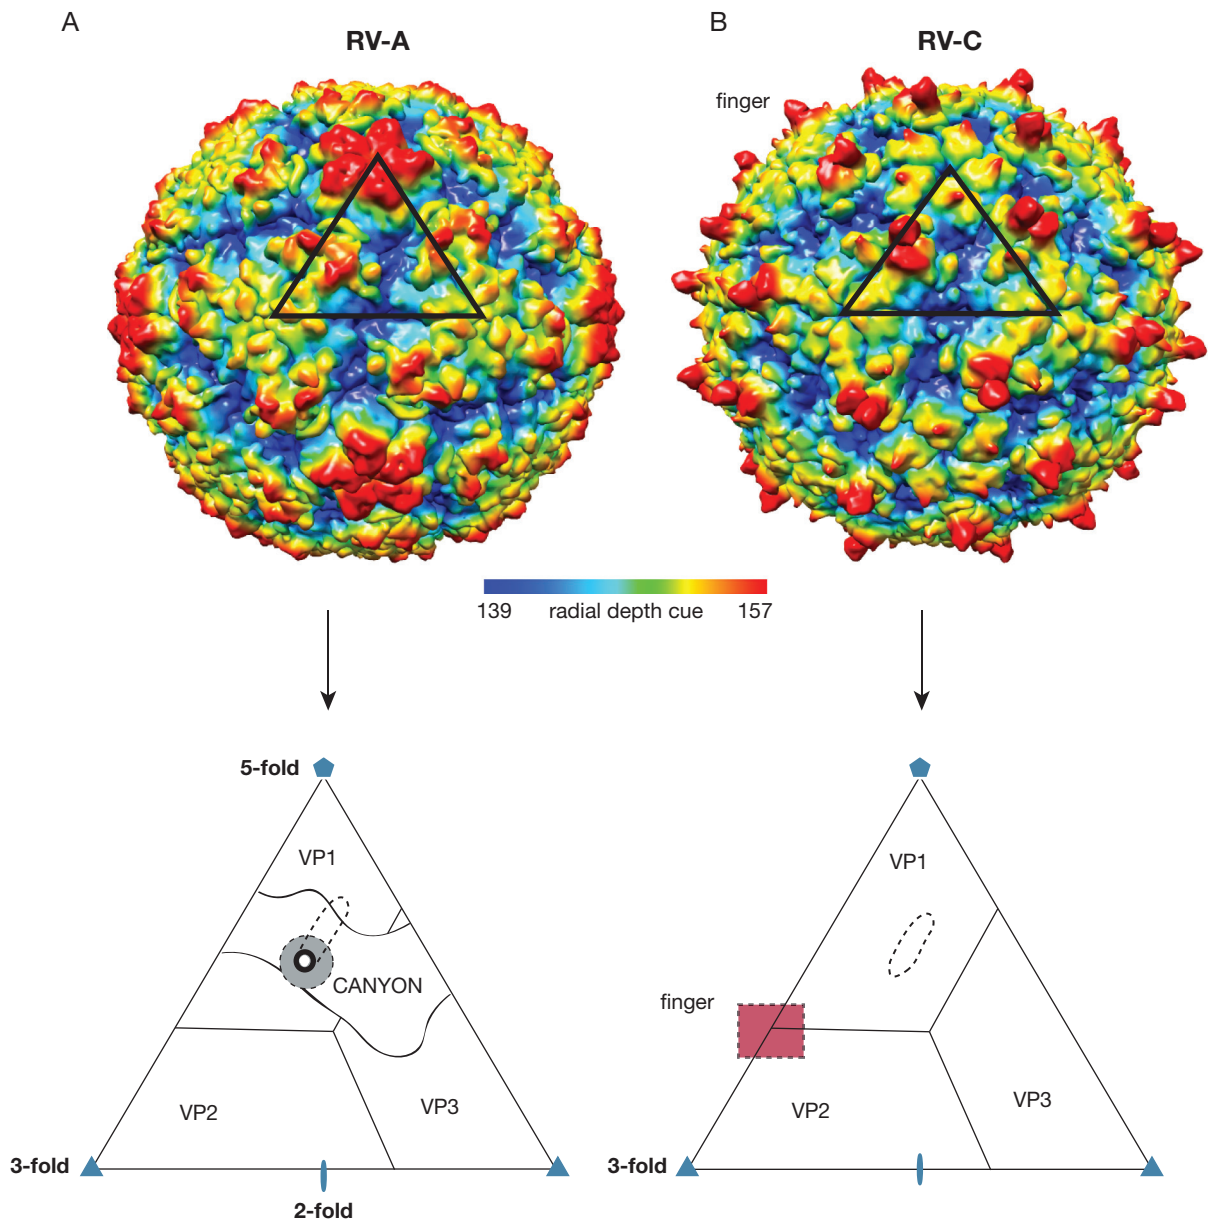 A
B
RV-A
RV-C
finger
139 radial depth cue 157
5-fold
VP1
VP1
CANYON
finger
VP2
VP3
VP2
VP3
3-fold
3-fold
2-fold